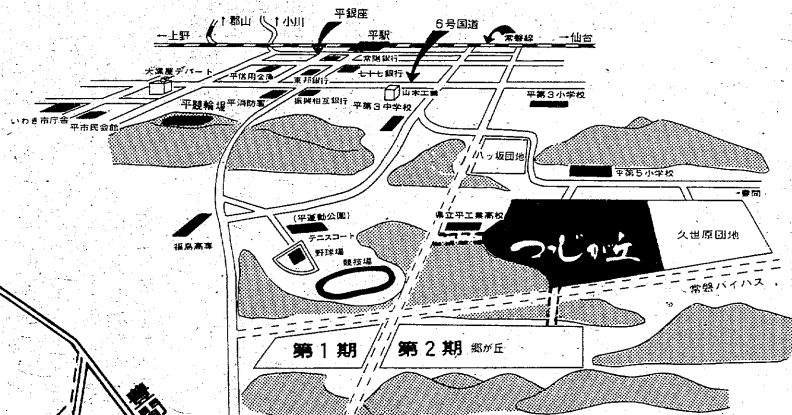 ←上野
↑郡山
↑小川
平銀座
平駅
6号国道
常磐線
→仙台
大黒屋デパート
平信用金庫
常陽銀行
東邦銀行
七十七銀行
いわき市庁舎
平市民会館
平競輪場
平消防署
振興相互銀行
山木工業
平第3中学校
平第3小学校
八ッ坂団地
平第5小学校
豊間
福島高専
(平運動公園)
テニスコート
野球場
競技場
県立平工業高校
つつじが丘
久世原団地
常磐バイパス
第1期
第2期 郷が丘